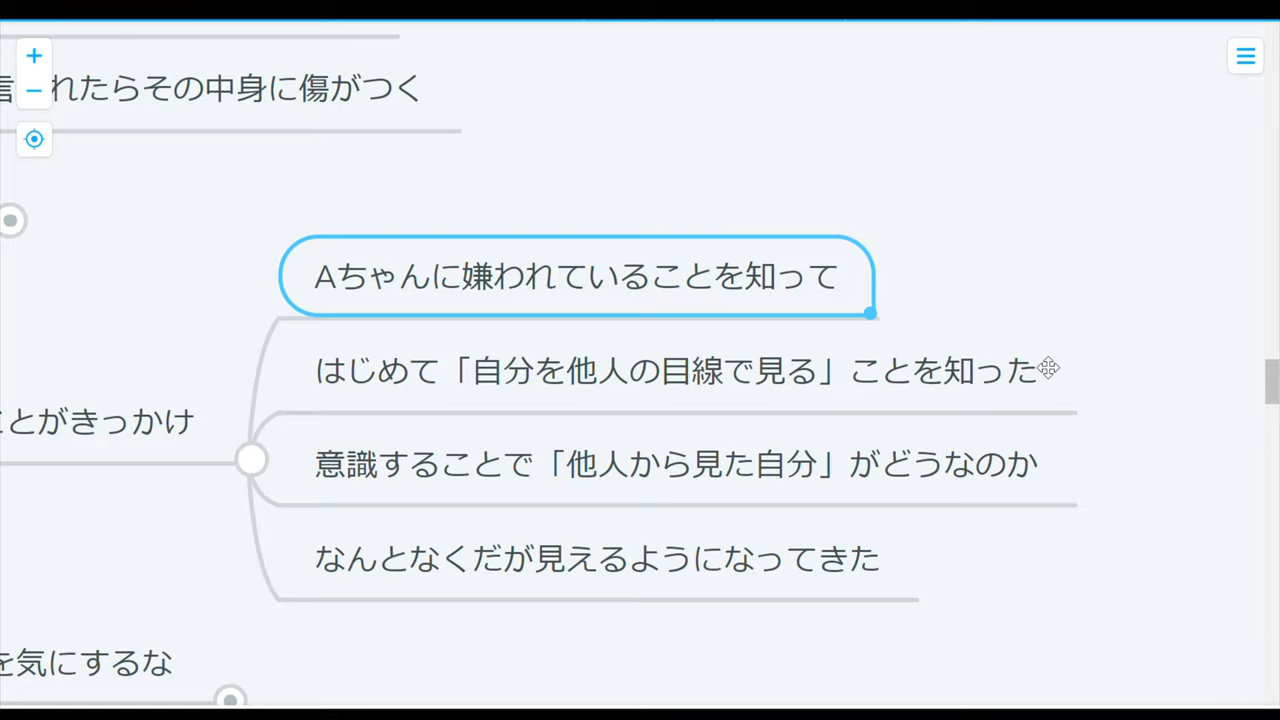 れたらその中身に傷がつく
Aちゃんに嫌われていることを知って
はじめて「自分を他人の目線で見る」ことを知った
とがきっかけ
意識することで「他人から見た自分」がどうなのか
なんとなくだが見えるようになってきた
を気にするな